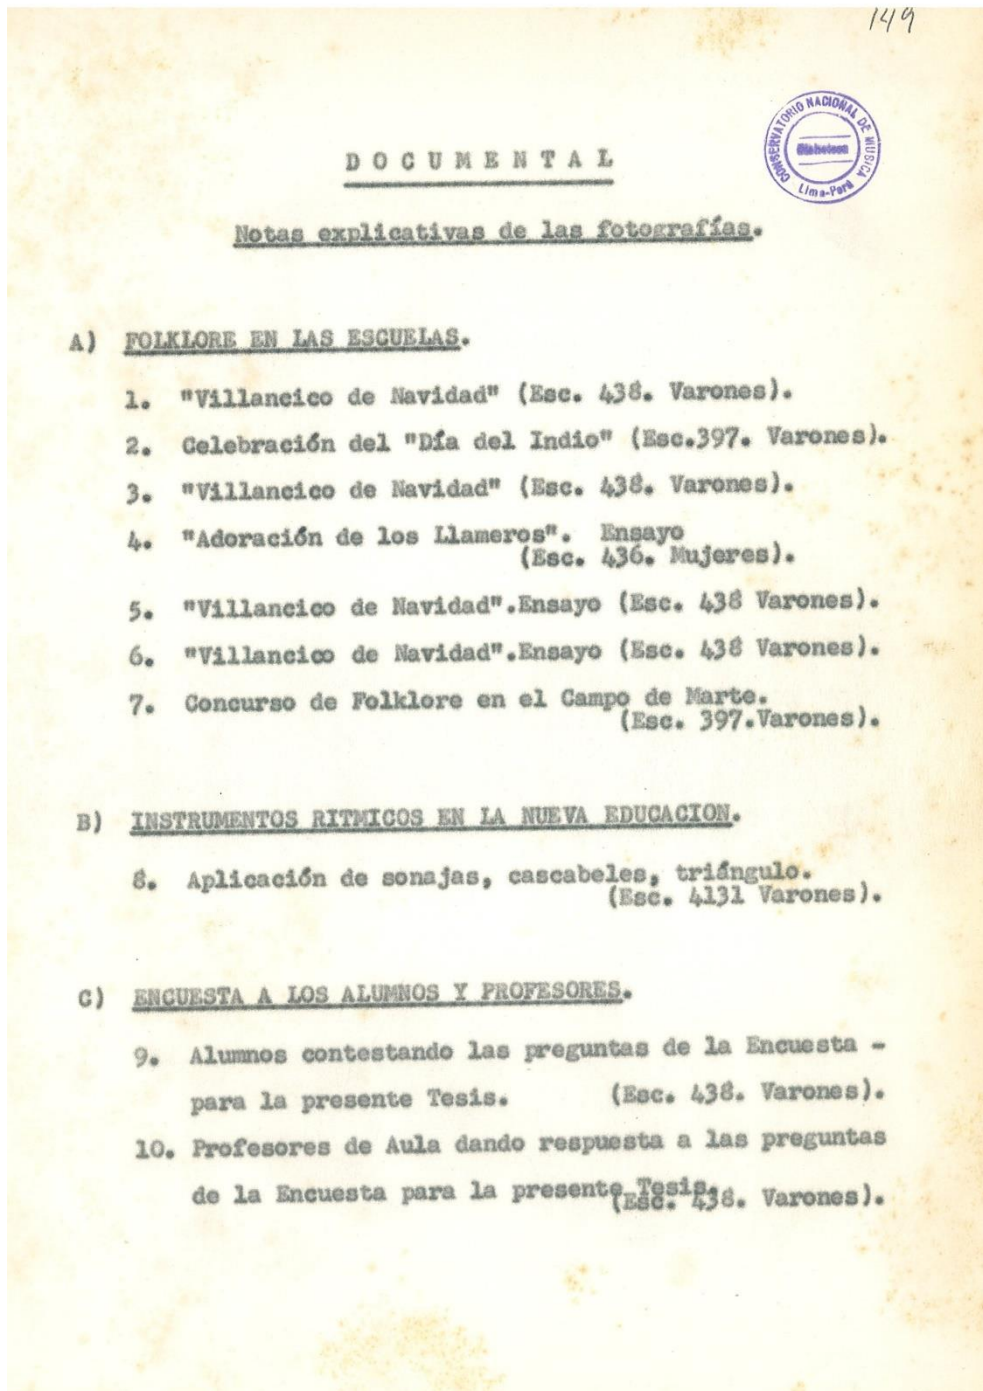 149
CONSERVATORIO NACIONAL DE MUSICA
Biblioteca
Lima-Perú
DOCUMENTAL
Notas explicativas de las fotografías.
A) FOLKLORE EN LAS ESCUELAS.
1. "Villancico de Navidad" (Esc. 438. Varones).
2. Celebración del "Día del Indio" (Esc.397. Varones).
3. "Villancico de Navidad" (Esc. 438. Varones).
4. "Adoración de los Llameros". Ensayo
(Esc. 436. Mujeres).
5. "Villancico de Navidad".Ensayo (Esc. 438 Varones).
6. "Villancico de Navidad".Ensayo (Esc. 438 Varones).
7. Concurso de Folklore en el Campo de Marte.
(Esc. 397.Varones).
B) INSTRUMENTOS RITMICOS EN LA NUEVA EDUCACION.
8. Aplicación de sonajas, cascabeles, triángulo.
(Esc. 4131 Varones).
C) ENCUESTA A LOS ALUMNOS Y PROFESORES.
9. Alumnos contestando las preguntas de la Encuesta -
para la presente Tesis. (Esc. 438. Varones).
10. Profesores de Aula dando respuesta a las preguntas
de la Encuesta para la presente Tesis.
(Esc. 438. Varones).